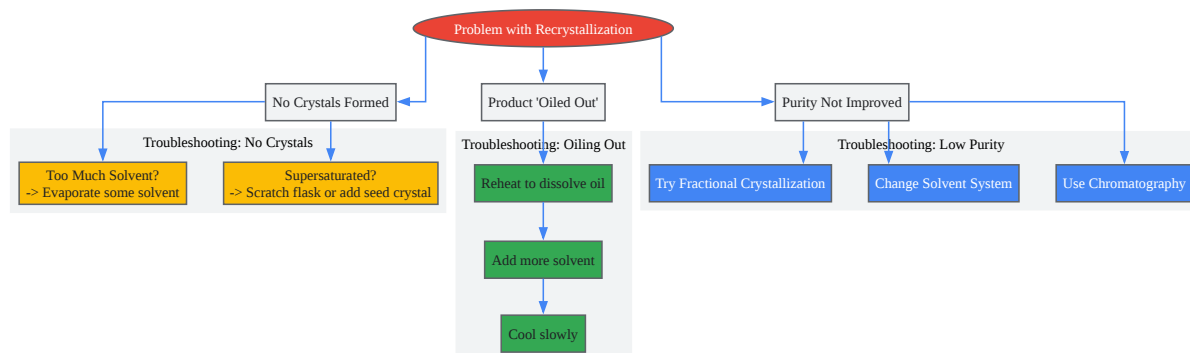 Problem with Recrystallization
No Crystals Formed
Product 'Oiled Out'
Purity Not Improved
Troubleshooting: No Crystals
Troubleshooting: Oiling Out
Troubleshooting: Low Purity
Too Much Solvent?
-> Evaporate some solvent
Supersaturated?
-> Scratch flask or add seed crystal
Reheat to dissolve oil
Try Fractional Crystallization
Change Solvent System
Use Chromatography
Add more solvent
Cool slowly